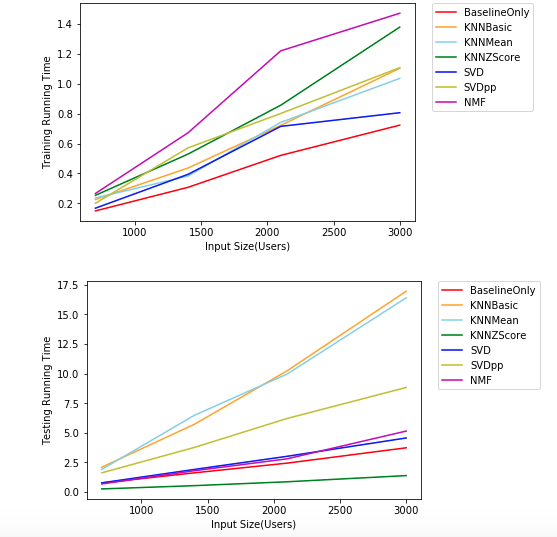 1.4
1.2
1.0
0.8
0.6
0.4
0.2
Training Running Time
1000 1500 2000 2500 3000
Input Size(Users)
BaselineOnly
KNNBasic
KNNMean
KNNZScore
SVD
SVDpp
NMF
17.5
15.0
12.5
10.0
7.5
5.0
2.5
0.0
Testing Running Time
1000 1500 2000 2500 3000
Input Size(Users)
BaselineOnly
KNNBasic
KNNMean
KNNZScore
SVD
SVDpp
NMF